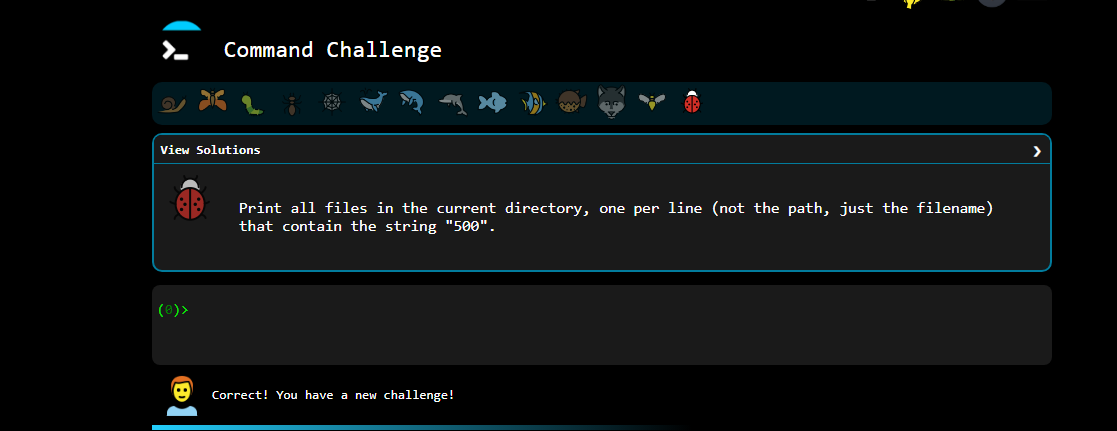 Command Challenge
View Solutions
Print all files in the current directory, one per line (not the path, just the filename)
that contain the string "500".
(0)>
Correct! You have a new challenge!